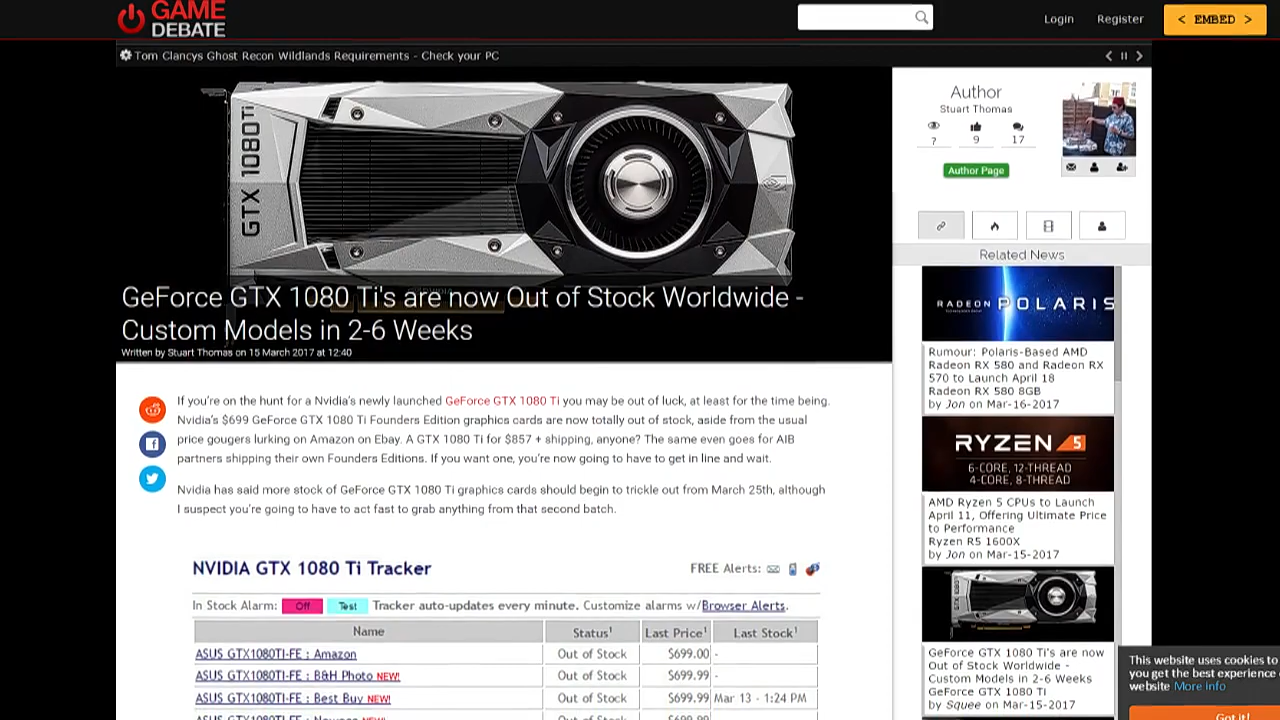 GAME
DEBATE
Login
Register
< EMBED >
Tom Clancys Ghost Recon Wildlands Requirements - Check your PC
GTX 1080 Ti
GeForce GTX 1080 Ti's are now Out of Stock Worldwide -
Custom Models in 2-6 Weeks
Written by Stuart Thomas on 15 March 2017 at 12:40
If you're on the hunt for a Nvidia's newly launched GeForce GTX 1080 Ti you may be out of luck, at least for the time being.
Nvidia's $699 GeForce GTX 1080 Ti Founders Edition graphics cards are now totally out of stock, aside from the usual
price gougers lurking on Amazon on Ebay. A GTX 1080 Ti for $857 + shipping, anyone? The same even goes for AIB
partners shipping their own Founders Editions. If you want one, you're now going to have to get in line and wait.
Nvidia has said more stock of GeForce GTX 1080 Ti graphics cards should begin to trickle out from March 25th, although
I suspect you're going to have to act fast to grab anything from that second batch.
NVIDIA GTX 1080 Ti Tracker
FREE Alerts:
In Stock Alarm: Off Test Tracker auto-updates every minute. Customize alarms w/Browser Alerts.
Name Status¹ Last Price¹ Last Stock¹
ASUS GTX1080TI-FE : Amazon Out of Stock $699.00 -
ASUS GTX1080TI-FE : B&H Photo NEW! Out of Stock $699.99 -
ASUS GTX1080TI-FE : Best Buy NEW! Out of Stock $699.99 Mar 13 - 1:24 PM
Author
Stuart Thomas
? 9 17
Author Page
Related News
RADEON POLARIS
Rumour: Polaris-Based AMD
Radeon RX 580 and Radeon RX
570 to Launch April 18
Radeon RX 580 8GB
by Jon on Mar-16-2017
RYZEN 5
6-CORE, 12-THREAD
4-CORE, 8-THREAD
AMD Ryzen 5 CPUs to Launch
April 11, Offering Ultimate Price
to Performance
Ryzen R5 1600X
by Jon on Mar-15-2017
GeForce GTX 1080 Ti's are now
Out of Stock Worldwide -
Custom Models in 2-6 Weeks
GeForce GTX 1080 Ti
by Squee on Mar-15-2017
This website uses cookies to
you get the best experience
website More info
Got it!